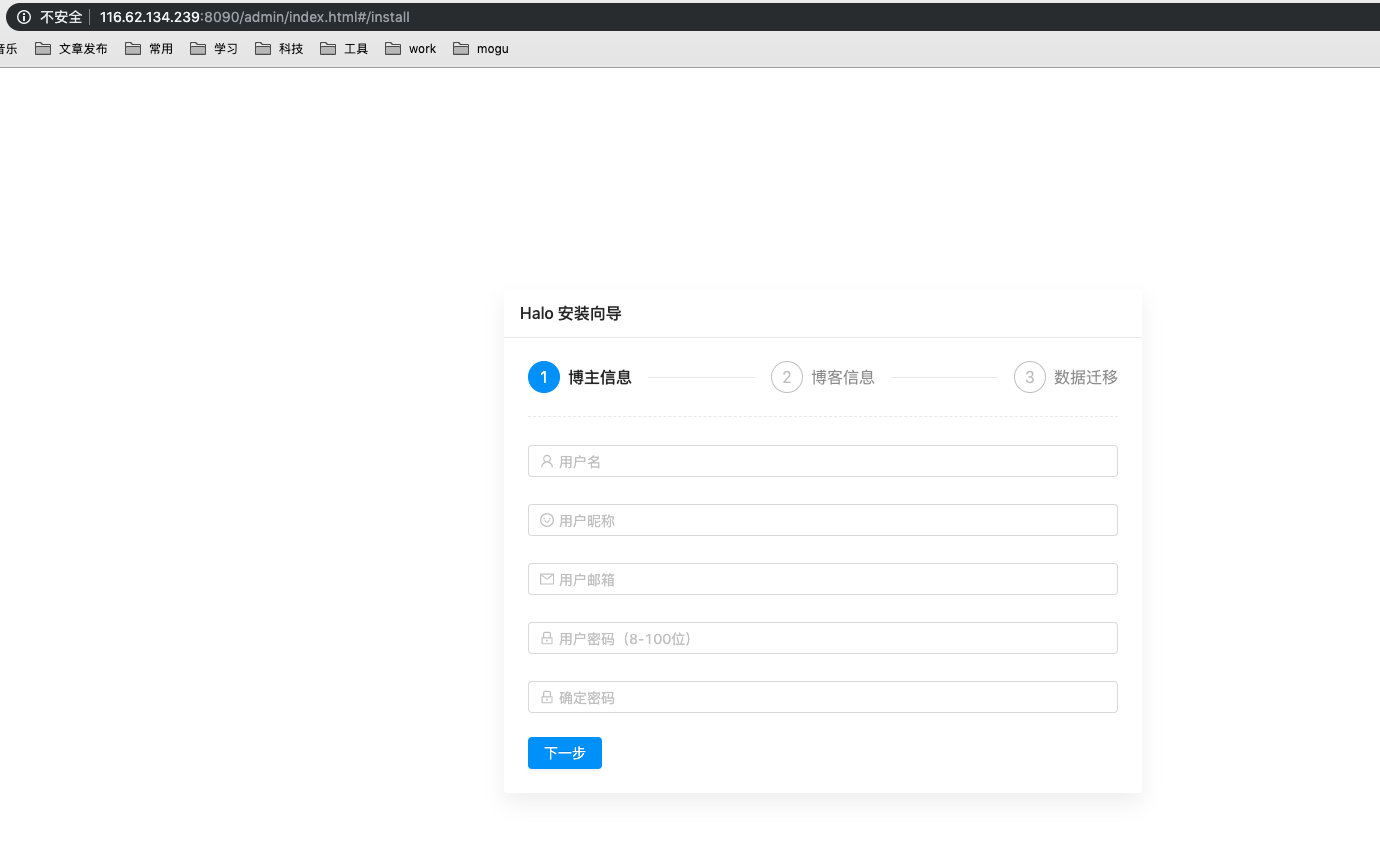 不安全 116.62.134.239:8090/admin/index.html#/install
音乐 文章发布 常用 学习 科技 工具 work mogu
Halo 安装向导
1 博主信息 2 博客信息 3 数据迁移
用户名
用户昵称
用户邮箱
用户密码（8-100位）
确定密码
下一步